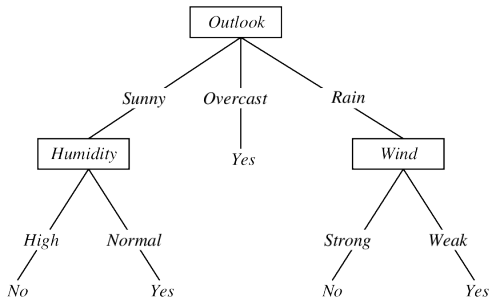 Outlook
Sunny Overcast Rain
Humidity Yes Wind
High Normal Strong Weak
No Yes No Yes